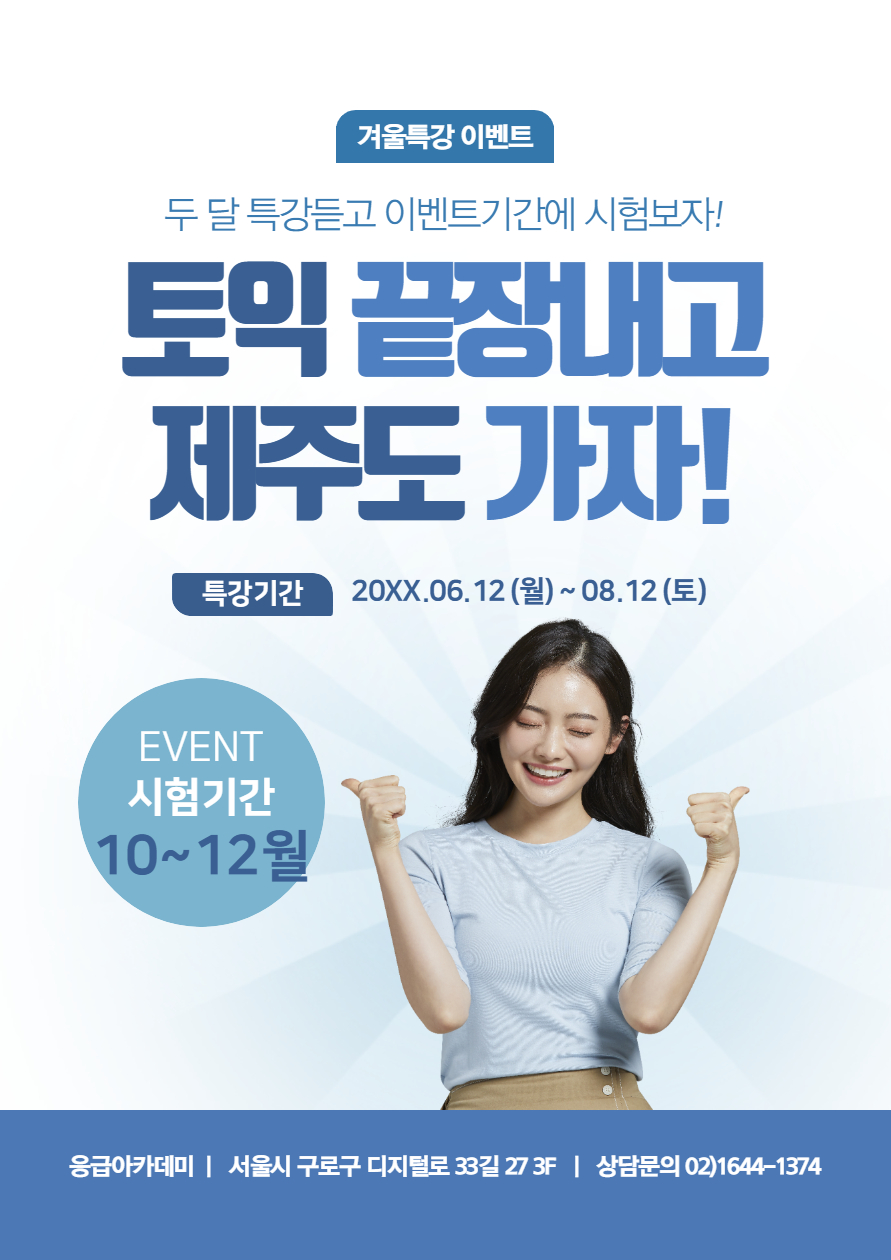 겨울특강 이벤트
두 달 특강듣고 이벤트기간에 시험보자!
토익 끝장내고
제주도 가자!
특강기간 20XX.06.12 (월) ~ 08.12 (토)
EVENT
시험기간
10~12월
응급아카데미 | 서울시 구로구 디지털로 33길 27 3F | 상담문의 02)1644-1374